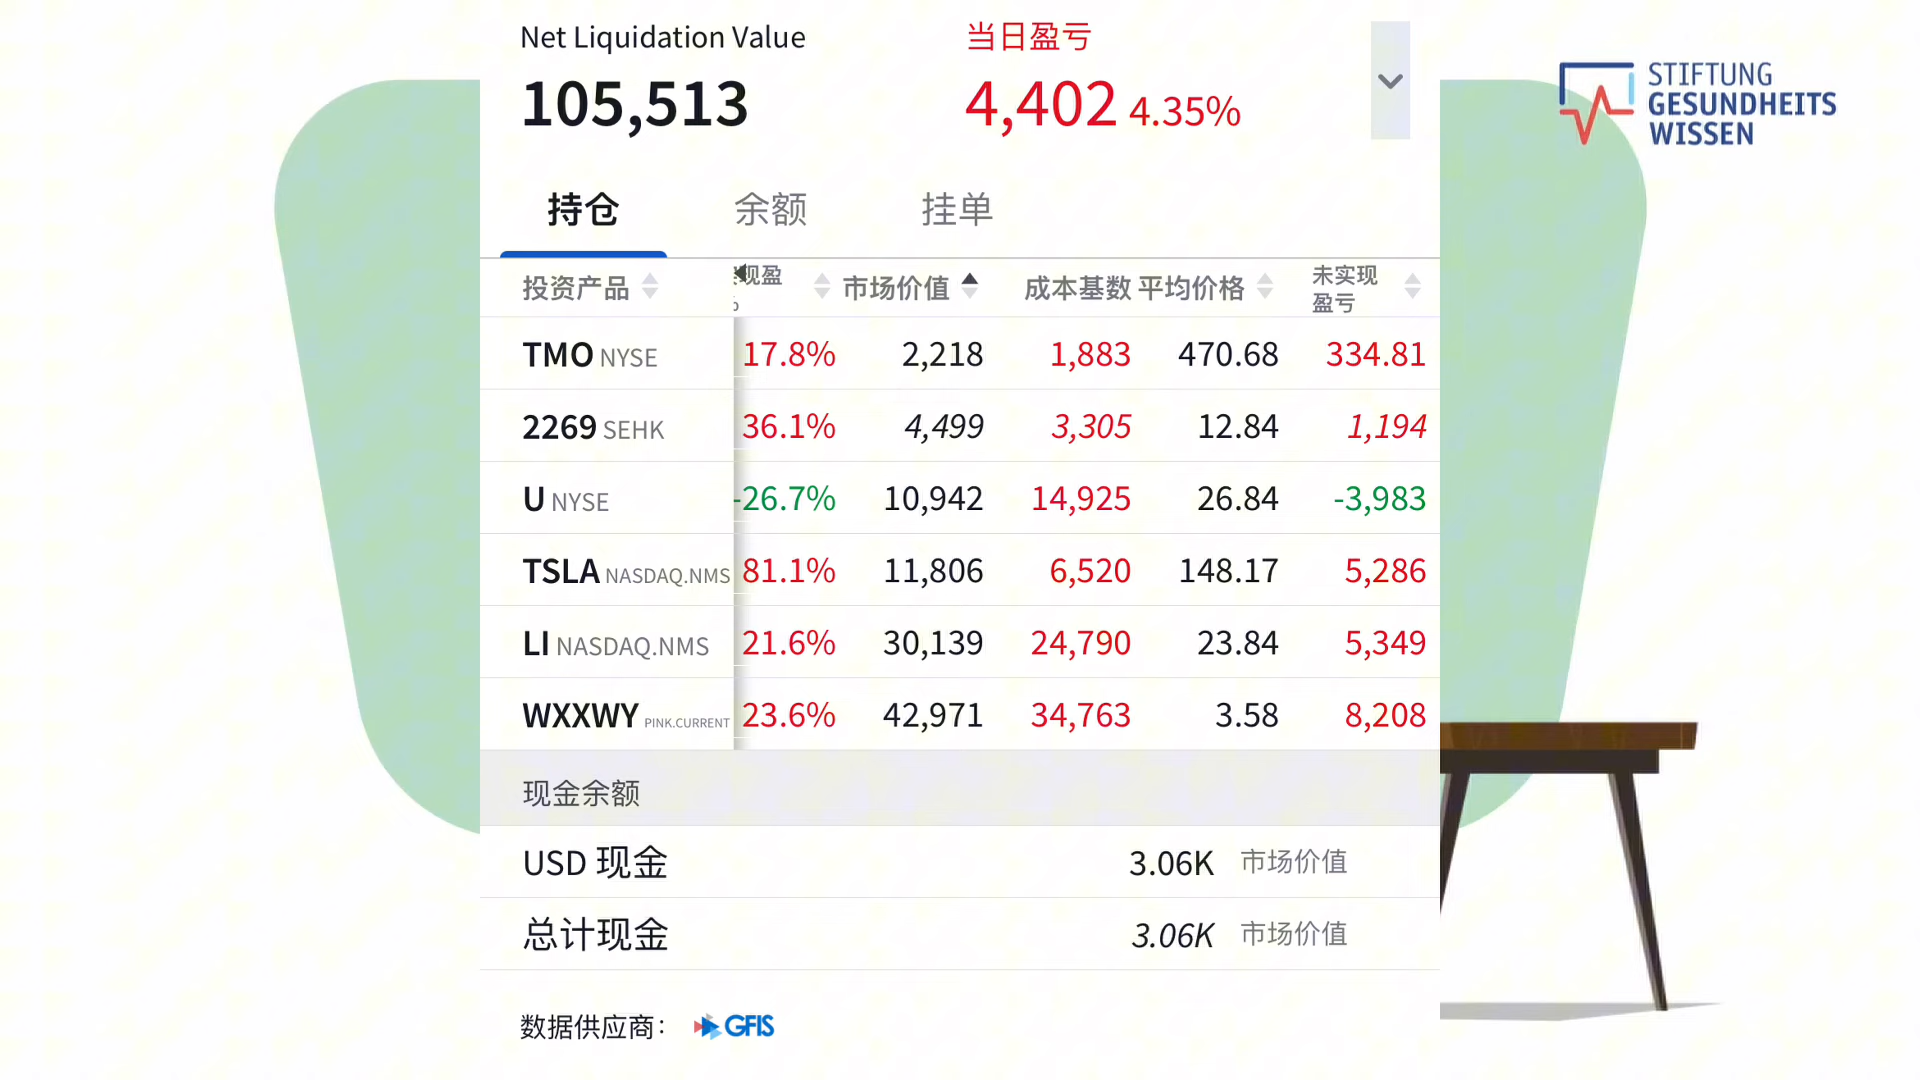 Net Liquidation Value
当日盈亏
105,513
4,402 4.35%
STIFTUNG
GESUNDHEITS
WISSEN
持仓 余额 挂单
投资产品 现盈 市场价值 成本基数 平均价格 未实现
盈亏
TMO NYSE 17.8% 2,218 1,883 470.68 334.81
2269 SEHK 36.1% 4,499 3,305 12.84 1,194
U NYSE -26.7% 10,942 14,925 26.84 -3,983
TSLA NASDAQ.NMS 81.1% 11,806 6,520 148.17 5,286
LI NASDAQ.NMS 21.6% 30,139 24,790 23.84 5,349
WXXWY PINK.CURRENT 23.6% 42,971 34,763 3.58 8,208
现金余额
USD 现金 3.06K 市场价值
总计现金 3.06K 市场价值
数据供应商： GFIS